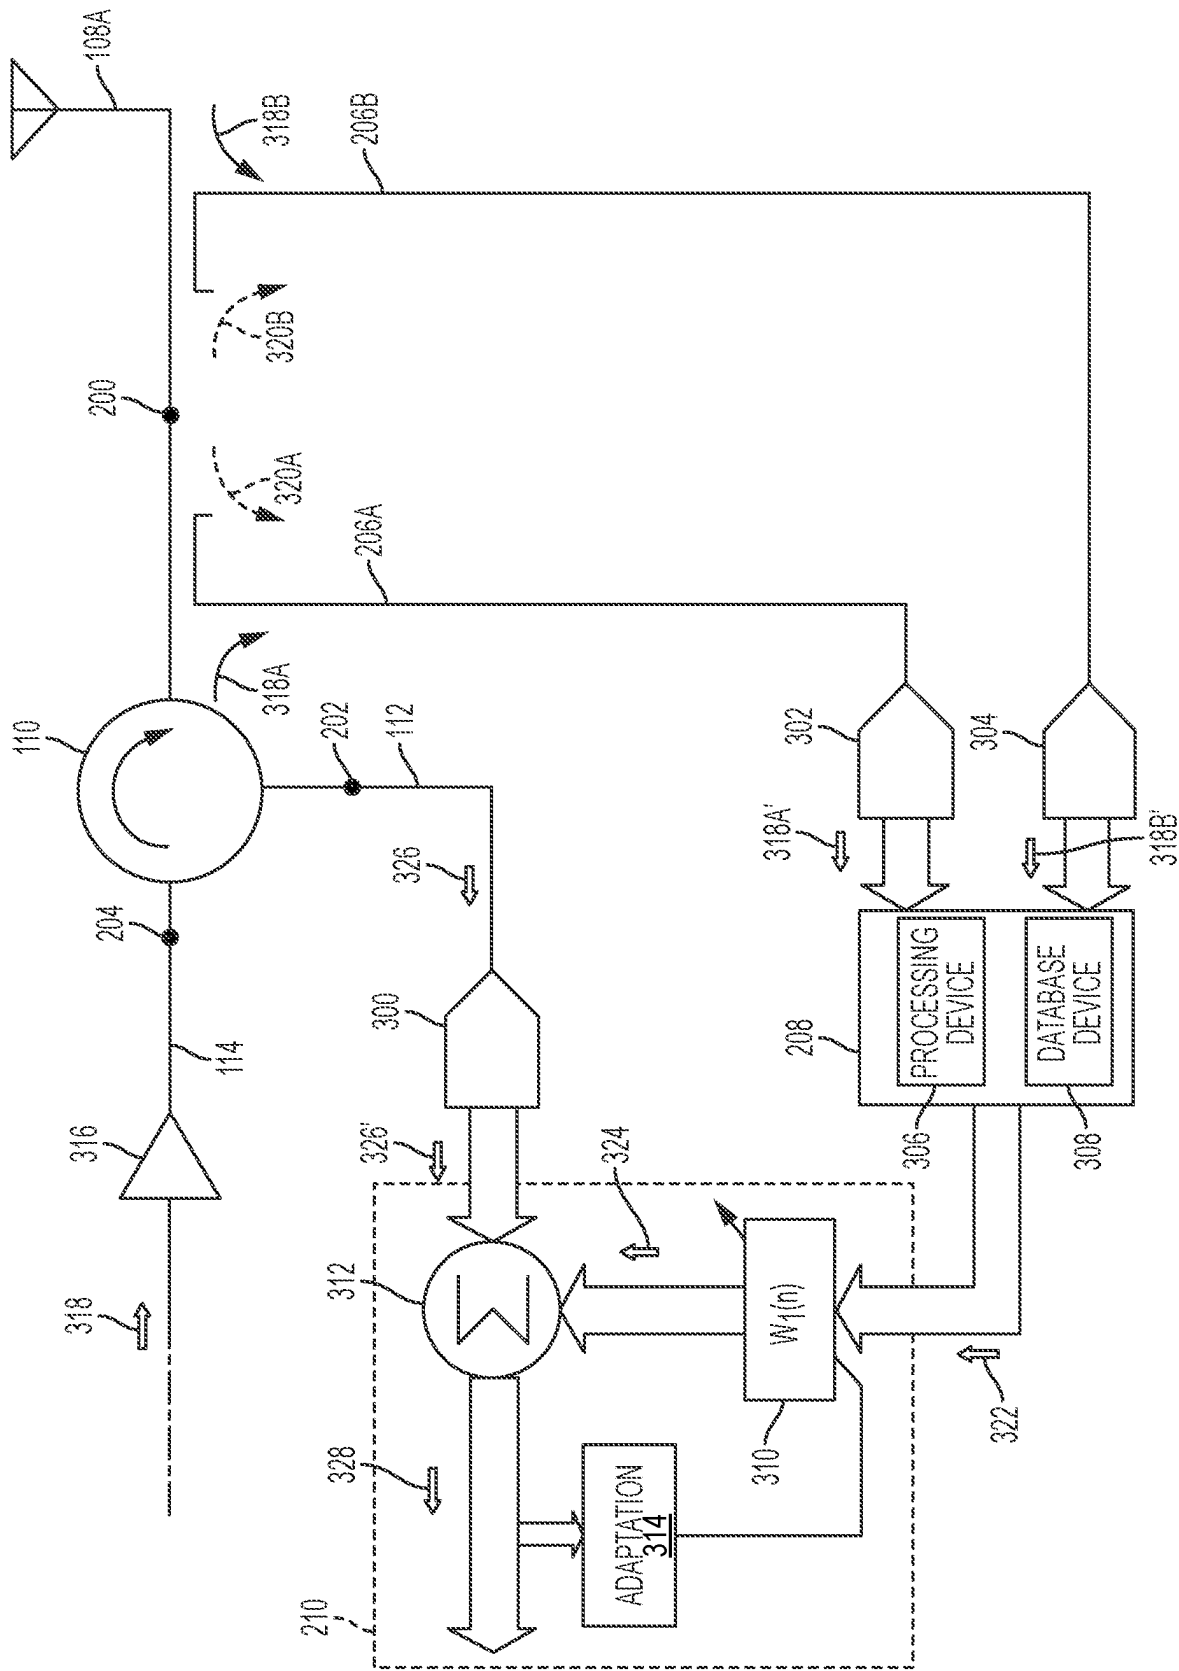 110
318
316
108A
200
204
114
318A
320A
320B
318B
210
328
312
202
206B
206A
326'
300
326
112
324
ADAPTATION
314
310
W1(n)
318A'
302
208
306
PROCESSING
DEVICE
304
322
308
DATABASE
DEVICE
318B'